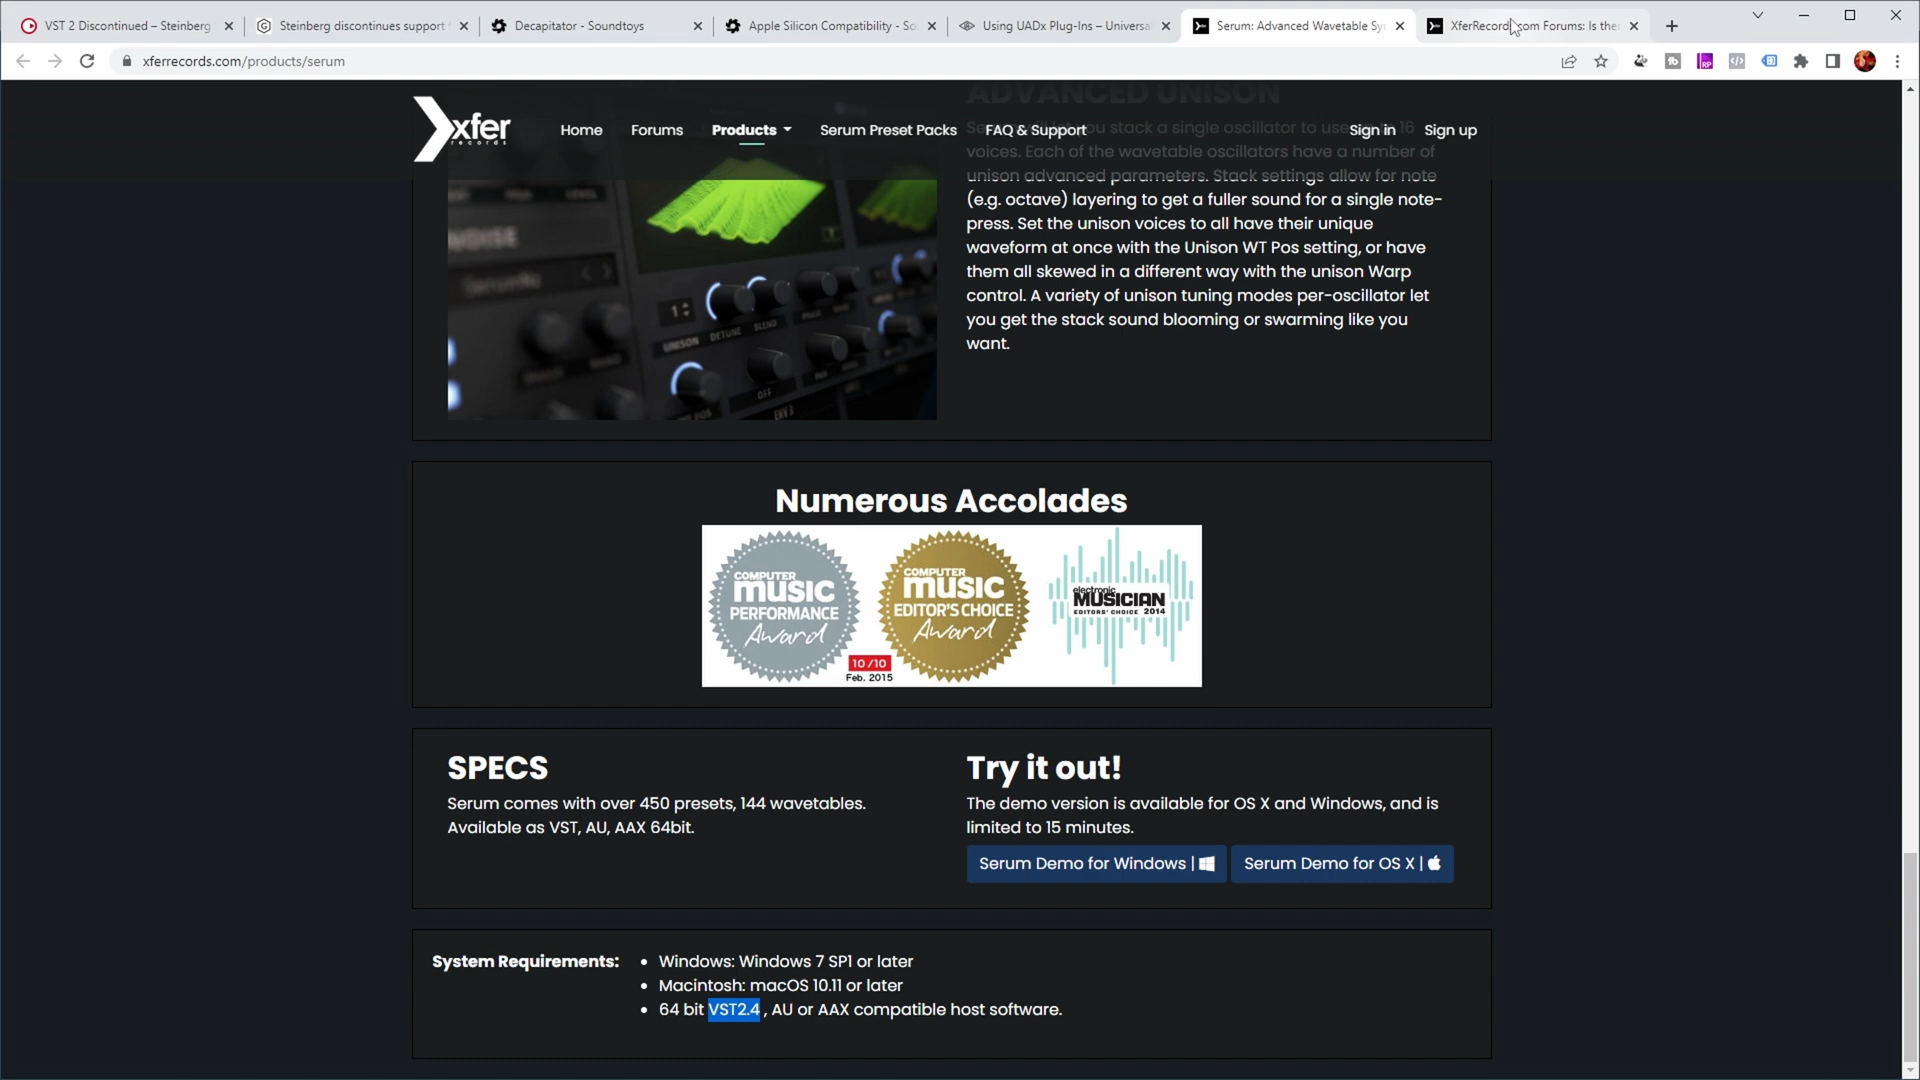 VST 2 Discontinued – Steinberg
Steinberg discontinues support
Decapitator - Soundtoys
Apple Silicon Compatibility - So
Using UADx Plug-Ins – Universa
Serum: Advanced Wavetable Sy
XferRecords.com Forums: Is ther
xferrecords.com/products/serum
ADVANCED UNISON
xfer
records
Home
Forums
Products
Serum Preset Packs
FAQ & Support
Sign in
Sign up
Serum will let you stack a single oscillator to use up to 16
voices. Each of the wavetable oscillators have a number of
unison advanced parameters. Stack settings allow for note
(e.g. octave) layering to get a fuller sound for a single note-
press. Set the unison voices to all have their unique
waveform at once with the Unison WT Pos setting, or have
them all skewed in a different way with the unison Warp
control. A variety of unison tuning modes per-oscillator let
you get the stack sound blooming or swarming like you
want.
NOISE
1
UNISON DETUNE BLEND
OFF
ENV3
Numerous Accolades
COMPUTER
music
PERFORMANCE
Award
10/10
Feb. 2015
COMPUTER
music
EDITOR'S CHOICE
Award
electronic
MUSICIAN
EDITORS' CHOICE 2014
SPECS
Serum comes with over 450 presets, 144 wavetables.
Available as VST, AU, AAX 64bit.
Try it out!
The demo version is available for OS X and Windows, and is
limited to 15 minutes.
Serum Demo for Windows |
Serum Demo for OS X |
System Requirements:
• Windows: Windows 7 SP1 or later
• Macintosh: macOS 10.11 or later
• 64 bit VST2.4 , AU or AAX compatible host software.